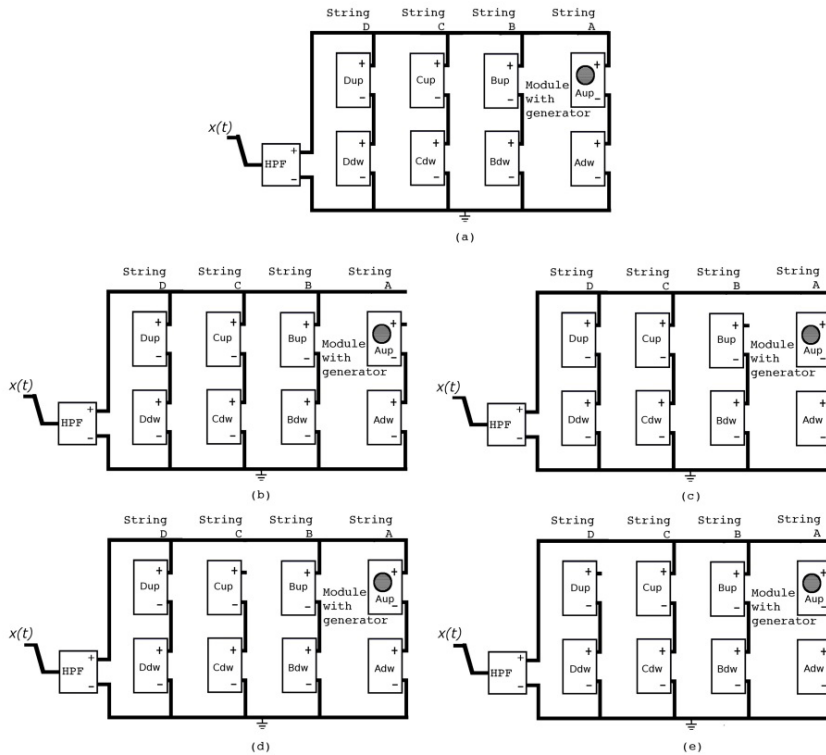 String String String String
D C B A
+ + + +
Dup Cup Bup Aup
− − − −
Module
with
generator
x(t)
HPF
+
−
+ + + +
Ddw Cdw Bdw Adw
− − − −
(a)
String String String String
D C B A
+ + + +
Dup Cup Bup Aup
− − − −
Module
with
generator
x(t)
HPF
+
−
+ + + +
Ddw Cdw Bdw Adw
− − − −
(b)
String String String String
D C B A
+ + + +
Dup Cup Bup Aup
− − − −
Module
with
generator
x(t)
HPF
+
−
+ + + +
Ddw Cdw Bdw Adw
− − − −
(c)
String String String String
D C B A
+ + + +
Dup Cup Bup Aup
− − − −
Module
with
generator
x(t)
HPF
+
−
+ + + +
Ddw Cdw Bdw Adw
− − − −
(d)
String String String String
D C B A
+ + + +
Dup Cup Bup Aup
− − − −
Module
with
generator
x(t)
HPF
+
−
+ + + +
Ddw Cdw Bdw Adw
− − − −
(e)